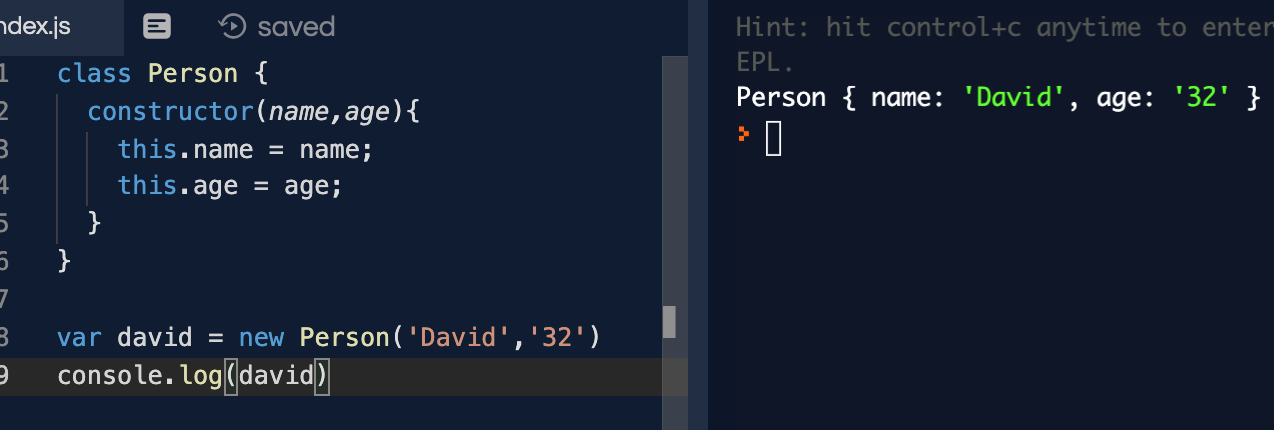 ndex.js
saved
1 class Person {
2 constructor(name,age){
3 this.name = name;
4 this.age = age;
5 }
6 }
7
8 var david = new Person('David','32')
9 console.log(david)
Hint: hit control+c anytime to enter
EPL.
Person { name: 'David', age: '32' }